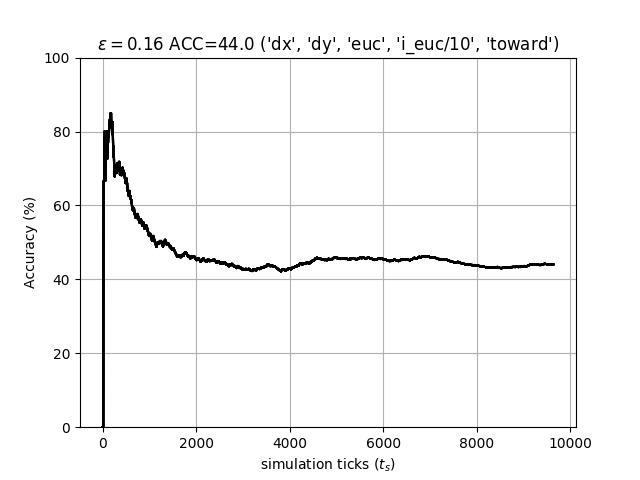 ε = 0.16 ACC=44.0 ('dx', 'dy', 'euc', 'i_euc/10', 'toward')
100
80
60
40
20
0
Accuracy (%)
0 2000 4000 6000 8000 10000
simulation ticks (tₛ)